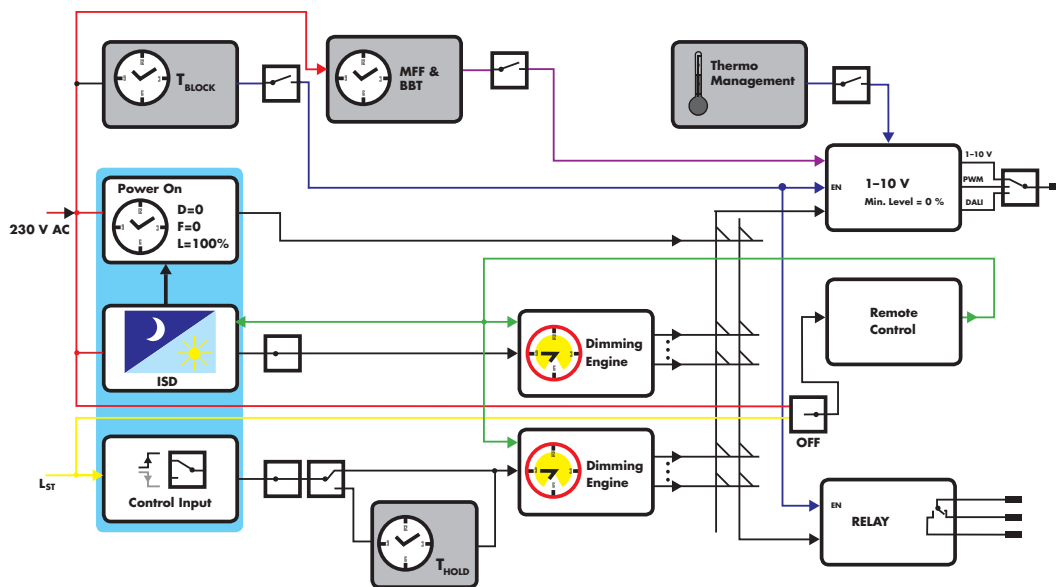 T BLOCK
MFF &
BBT
Thermo
Management
1–10 V
EN
1–10 V
PWM
Min. Level = 0 %
DALI
Power On
D=0
F=0
L=100%
230 V AC
Remote
Control
Dimming
Engine
ISD
OFF
Dimming
Engine
L ST
Control Input
EN
RELAY
T HOLD